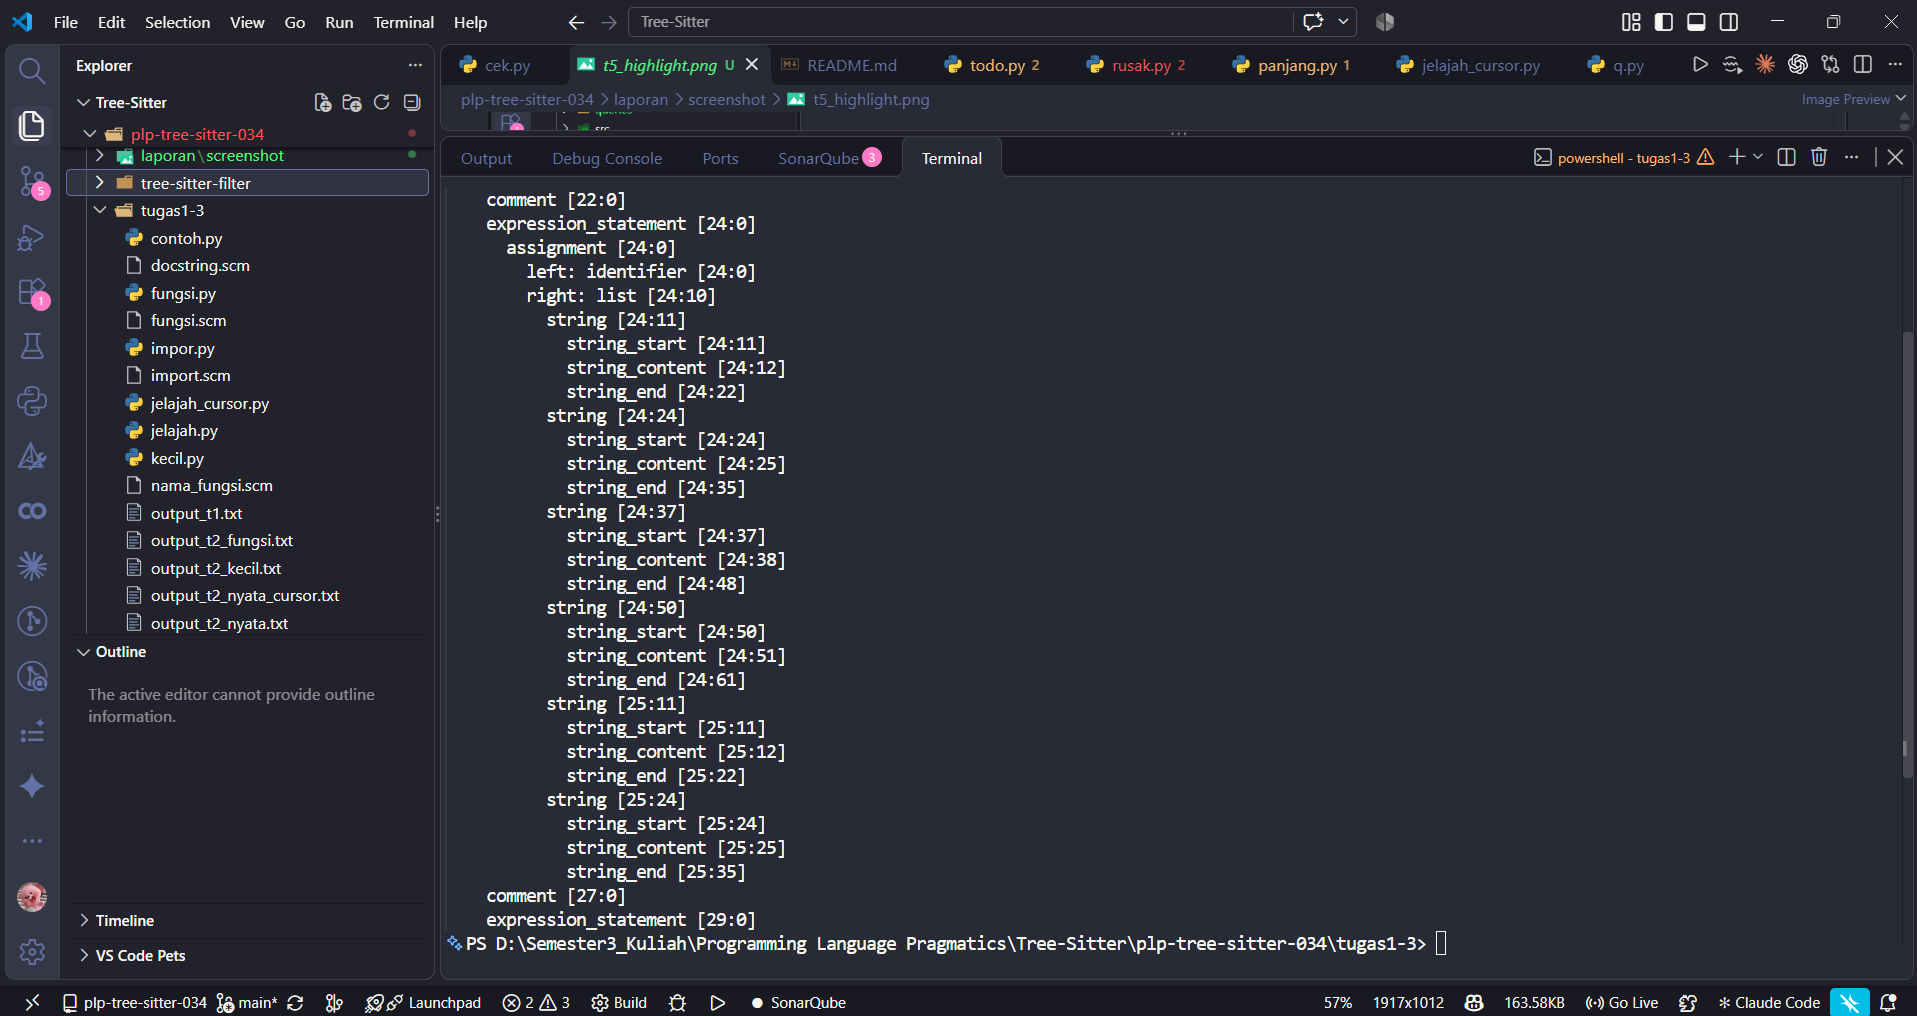 File Edit Selection View Go Run Terminal Help
Tree-Sitter
Explorer
Tree-Sitter
plp-tree-sitter-034
laporan\screenshot
tree-sitter-filter
tugas1-3
contoh.py
docstring.scm
fungsi.py
fungsi.scm
impor.py
import.scm
jelajah_cursor.py
jelajah.py
kecil.py
nama_fungsi.scm
output_t1.txt
output_t2_fungsi.txt
output_t2_kecil.txt
output_t2_nyata_cursor.txt
output_t2_nyata.txt
Outline
The active editor cannot provide outline
information.
Timeline
VS Code Pets
5
1
cek.py t5_highlight.png U README.md todo.py 2 rusak.py 2 panjang.py 1 jelajah_cursor.py q.py
plp-tree-sitter-034 > laporan > screenshot > t5_highlight.png
Image Preview
src
Output Debug Console Ports SonarQube 3 Terminal
powershell - tugas1-3
comment [22:0]
expression_statement [24:0]
assignment [24:0]
left: identifier [24:0]
right: list [24:10]
string [24:11]
string_start [24:11]
string_content [24:12]
string_end [24:22]
string [24:24]
string_start [24:24]
string_content [24:25]
string_end [24:35]
string [24:37]
string_start [24:37]
string_content [24:38]
string_end [24:48]
string [24:50]
string_start [24:50]
string_content [24:51]
string_end [24:61]
string [25:11]
string_start [25:11]
string_content [25:12]
string_end [25:22]
string [25:24]
string_start [25:24]
string_content [25:25]
string_end [25:35]
comment [27:0]
expression_statement [29:0]
PS D:\Semester3_Kuliah\Programming Language Pragmatics\Tree-Sitter\plp-tree-sitter-034\tugas1-3>
plp-tree-sitter-034 main* Launchpad 2 3 Build SonarQube 57% 1917x1012 163.58KB Go Live Claude Code